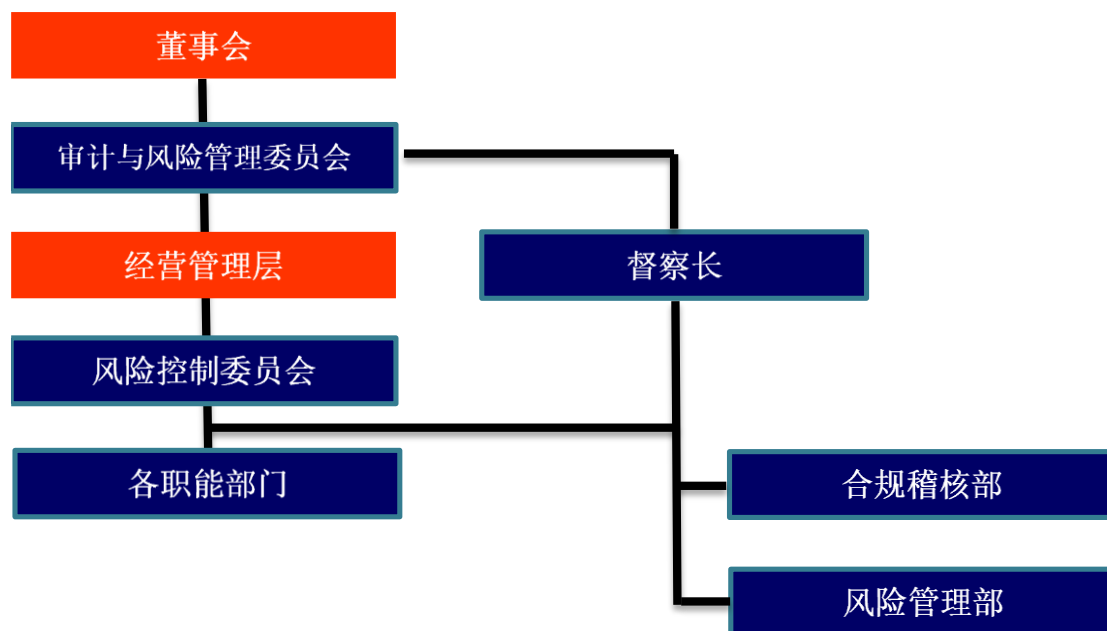 董事会
审计与风险管理委员会
经营管理层
督察长
风险控制委员会
各职能部门
合规稽核部
风险管理部